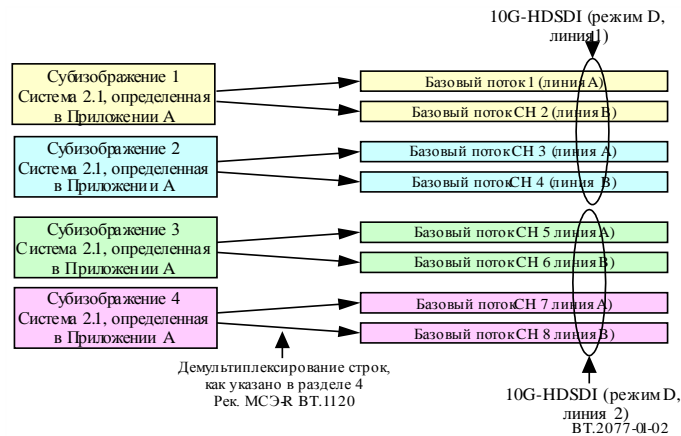 10G-HDSDI (режим D,
линия1)
Субизображение 1
Система 2.1, определенная
в Приложении A
Базовый поток 1 (линия A)
Базовый поток CH 2 (линия B)
Субизображение 2
Система 2.1, определенная
в Приложении A
Базовый поток CH 3 (линия A)
Базовый поток CH 4 (линия B)
Субизображение 3
Система 2.1, определенная
в Приложении A
Базовый поток CH 5 линия A)
Базовый поток CH 6 линия B)
Субизображение 4
Система 2.1, определенная
в Приложении A
Базовый поток CH 7 линия A)
Базовый поток CH 8 линия B)
Демультиплексирование строк,
как указано в разделе 4
Рек. МСЭ-R BT.1120
10G-HDSDI (режим D,
линия 2)
BT.2077-01-02